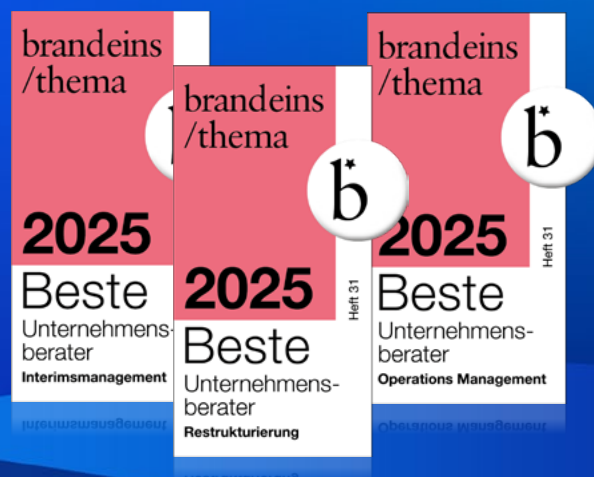 brandeins
/thema
2025
Beste
Unternehmens-
berater
Interimsmanagement
brandeins
/thema
b
2025
Heft 31
Beste
Unternehmens-
berater
Restrukturierung
brandeins
/thema
b
2025
Heft 31
Beste
Unternehmens-
berater
Operations Management